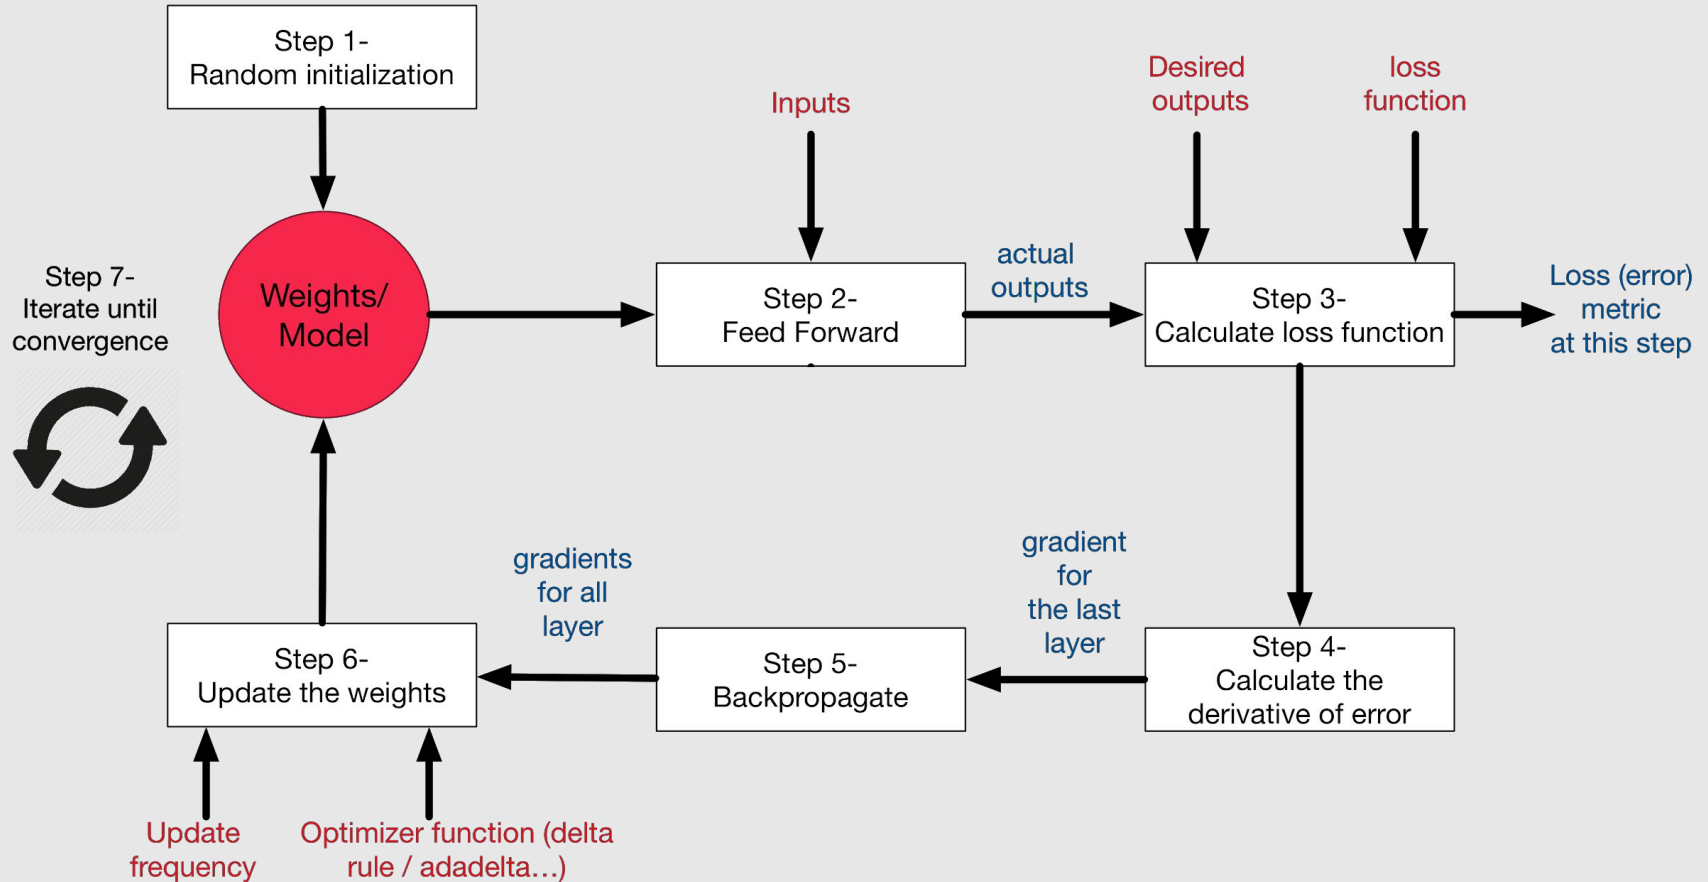 Step 1-
Random initialization
Inputs
Desired
outputs
loss
function
Step 7-
Iterate until
convergence
Weights/
Model
Step 2-
Feed Forward
actual
outputs
Step 3-
Calculate loss function
Loss (error)
metric
at this step
gradients
for all
layer
gradient
for
the last
layer
Step 6-
Update the weights
Step 5-
Backpropagate
Step 4-
Calculate the
derivative of error
Update
frequency
Optimizer function (delta
rule / adadelta...)